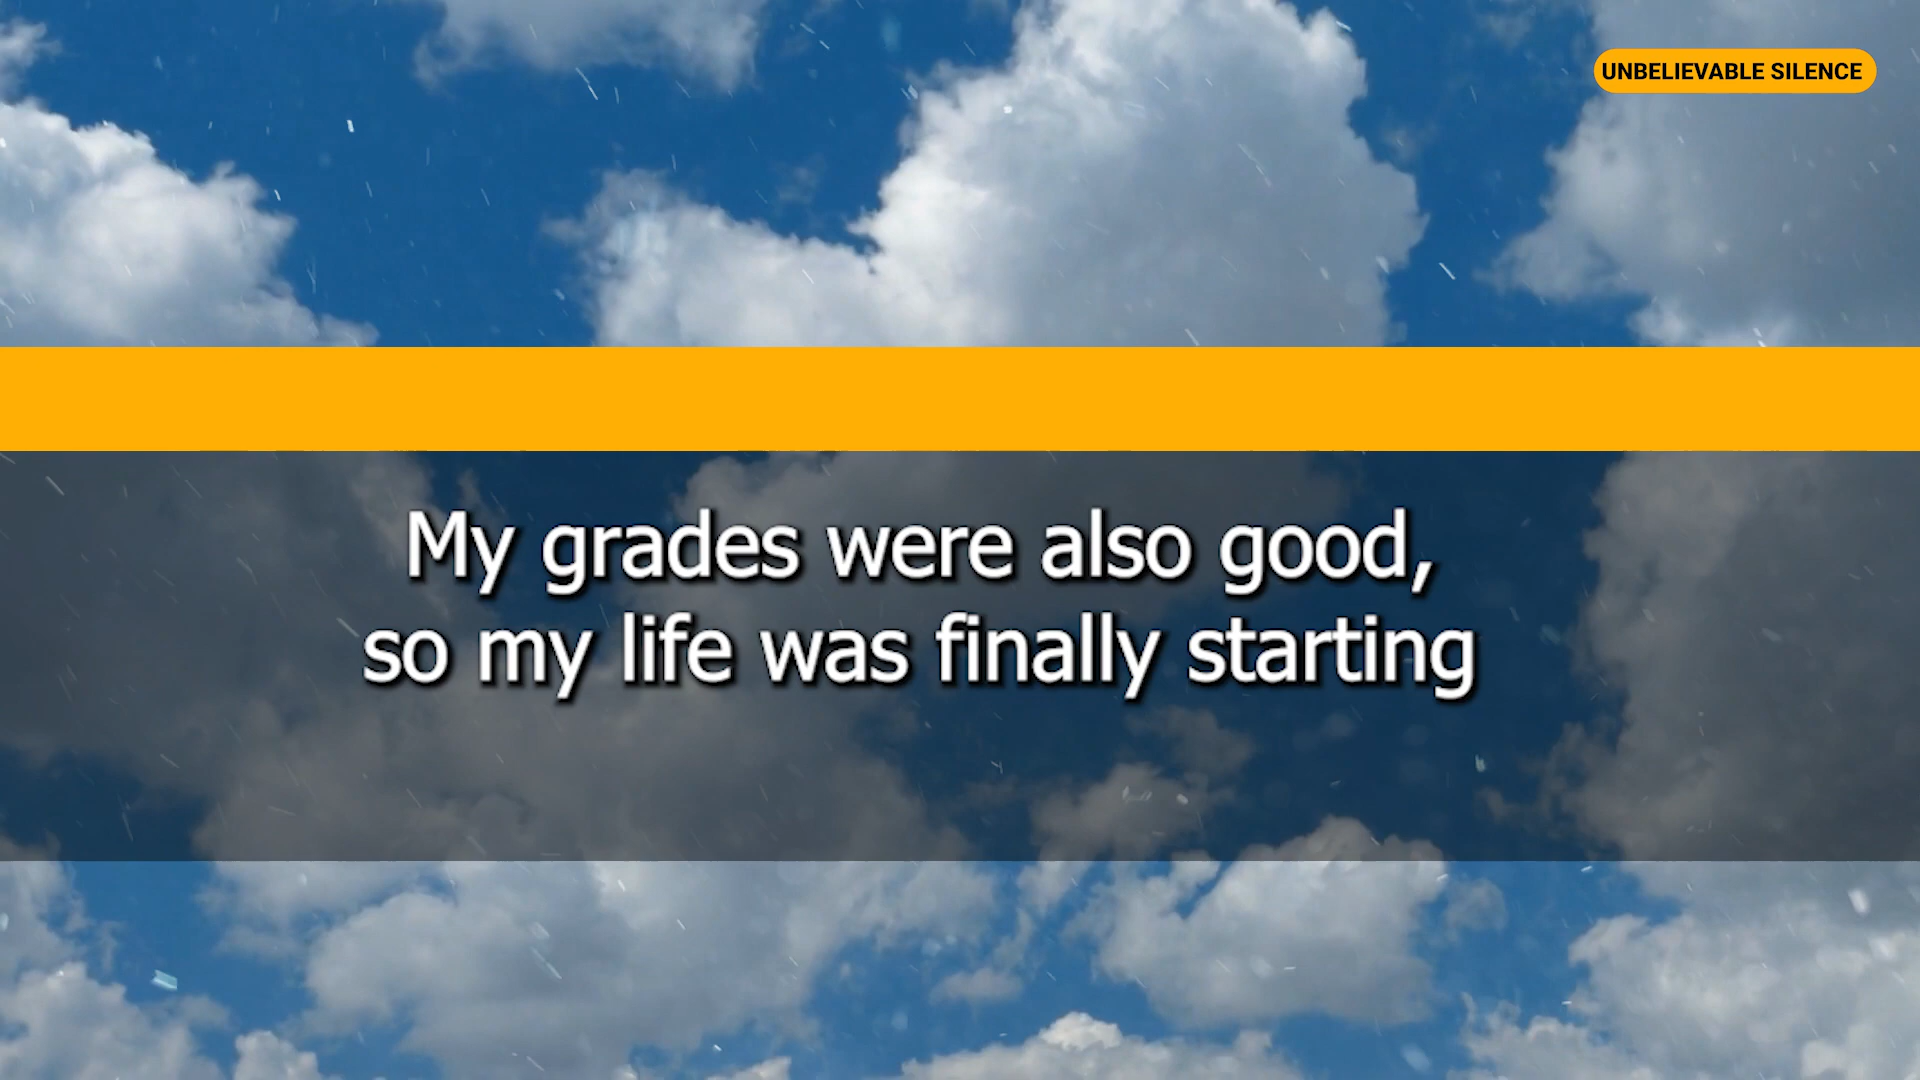 UNBELIEVABLE SILENCE
My grades were also good,
so my life was finally starting